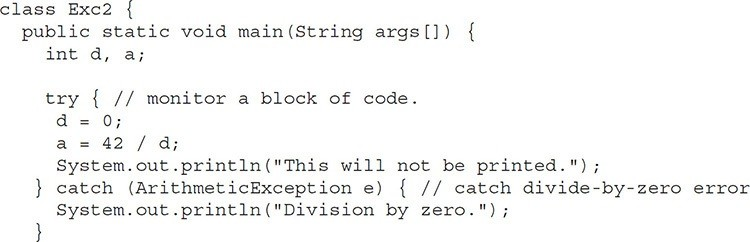 class Exc2 {
  public static void main(String args[]) {
    int d, a;

    try { // monitor a block of code.
     d = 0;
     a = 42 / d;
     System.out.println("This will not be printed.");
   } catch (ArithmeticException e) { // catch divide-by-zero error
     System.out.println("Division by zero.");
   }